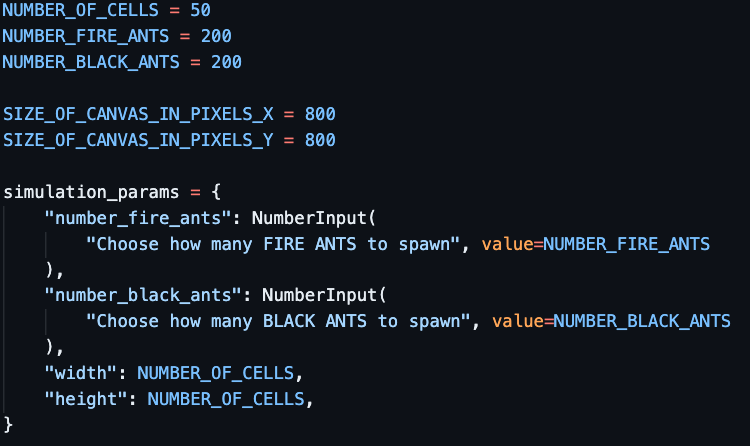 NUMBER_OF_CELLS = 50
NUMBER_FIRE_ANTS = 200
NUMBER_BLACK_ANTS = 200

SIZE_OF_CANVAS_IN_PIXELS_X = 800
SIZE_OF_CANVAS_IN_PIXELS_Y = 800

simulation_params = {
    "number_fire_ants": NumberInput(
        "Choose how many FIRE ANTS to spawn", value=NUMBER_FIRE_ANTS
    ),
    "number_black_ants": NumberInput(
        "Choose how many BLACK ANTS to spawn", value=NUMBER_BLACK_ANTS
    ),
    "width": NUMBER_OF_CELLS,
    "height": NUMBER_OF_CELLS,
}